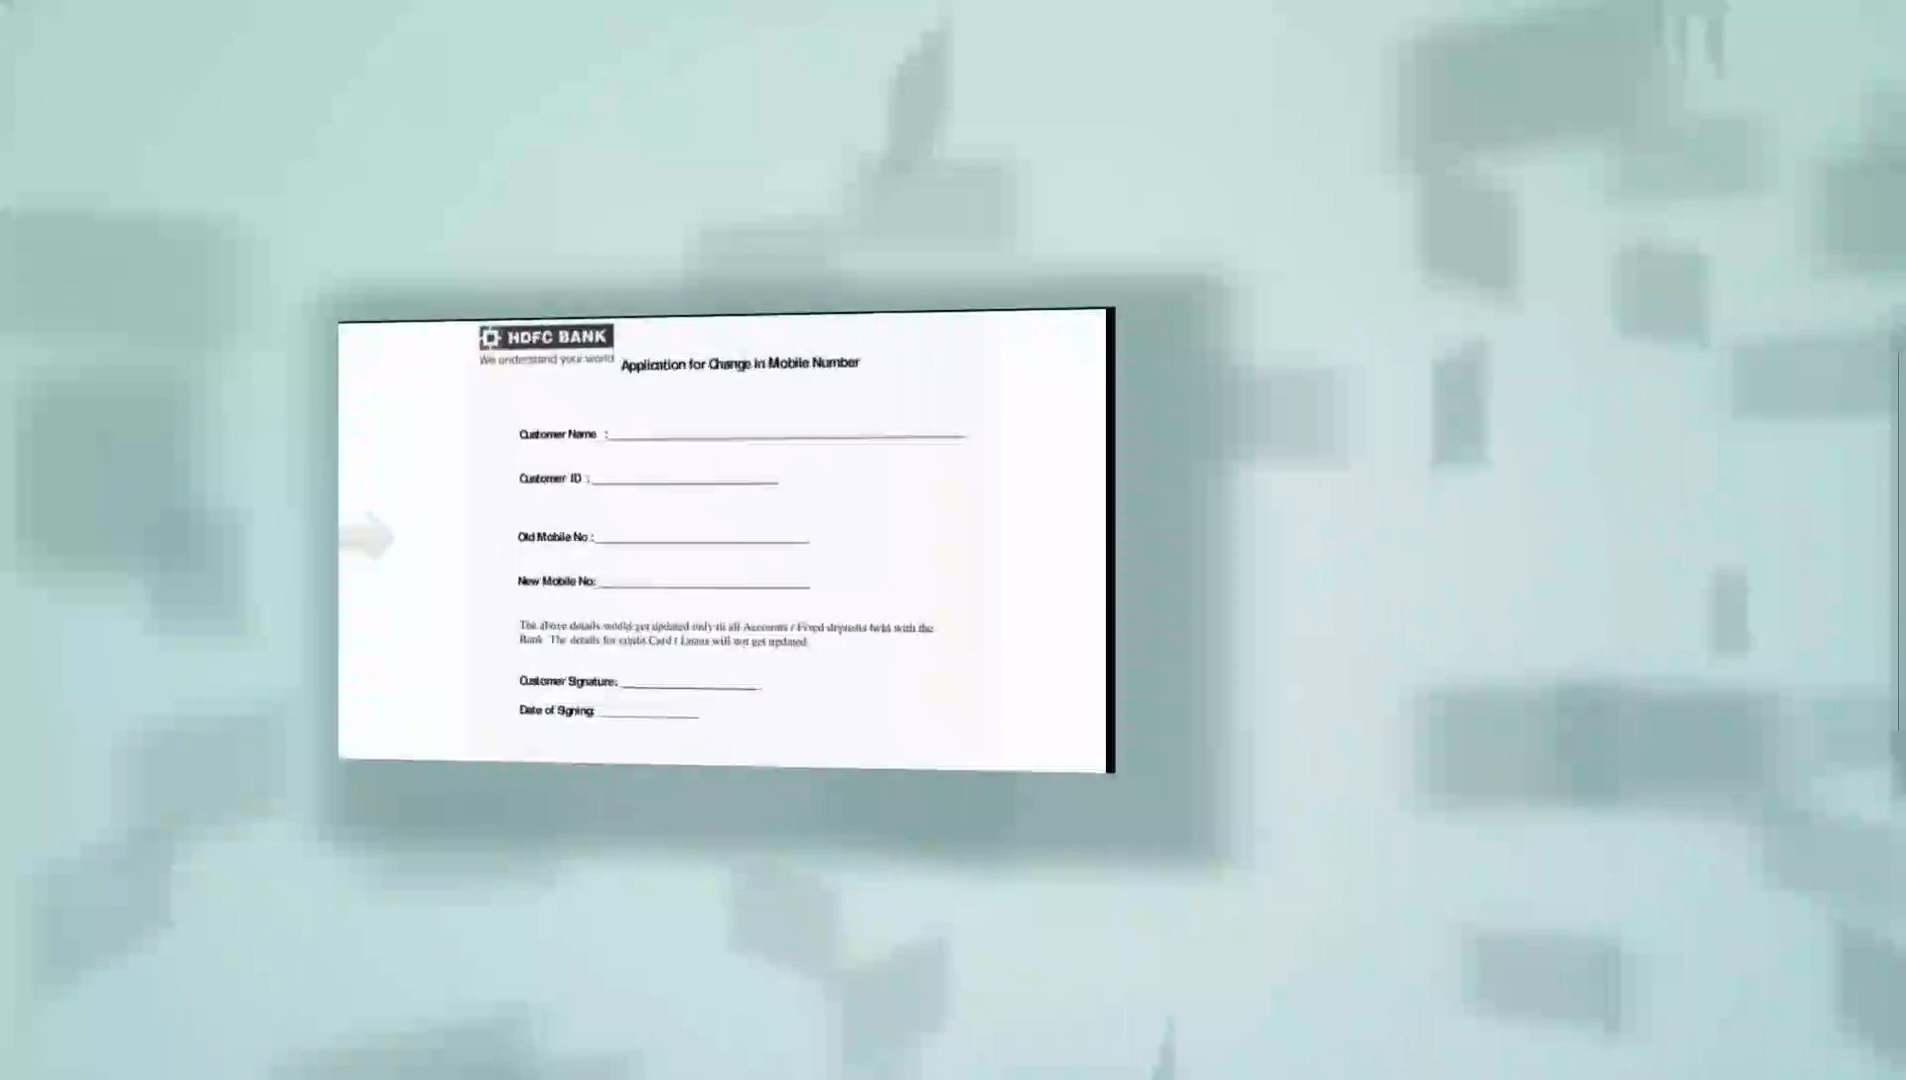 HDFC BANK
We understand your world
Application for Change in Mobile Number
Customer Name :
Customer ID :
Old Mobile No :
New Mobile No:
The above details would get updated only in all Accounts / Fixed deposits held with the
Bank. The details for credit Card / Loans will not get updated
Customer Signature:
Date of Signing: